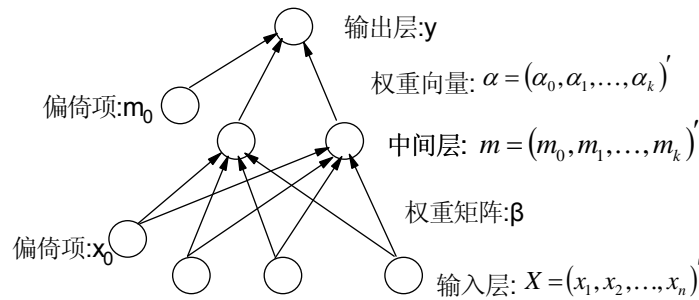 输出层:y
权重向量: α = (α₀, α₁, …, αₖ)′
偏倚项:m₀
中间层: m = (m₀, m₁, …, mₖ)′
权重矩阵:β
偏倚项:x₀
输入层: X = (x₁, x₂, …, xₙ)′